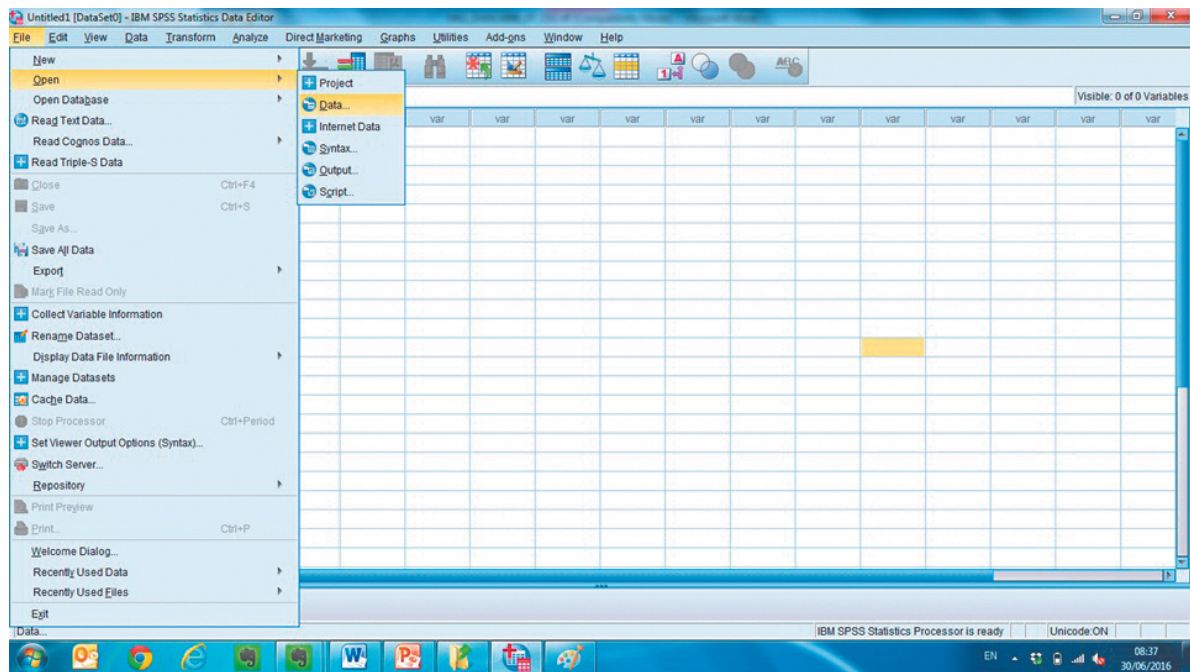 Untitled1 [DataSet0] - IBM SPSS Statistics Data Editor
File Edit View Data Transform Analyze Direct Marketing Graphs Utilities Add-ons Window Help
New
Open
Open Database
Read Text Data...
Read Cognos Data...
Read Triple-S Data
Close Ctrl+F4
Save Ctrl+S
Save As...
Save All Data
Export
Mark File Read Only
Collect Variable Information
Rename Dataset...
Display Data File Information
Manage Datasets
Cache Data...
Stop Processor Ctrl+Period
Set Viewer Output Options (Syntax)...
Switch Server...
Repository
Print Preview
Print... Ctrl+P
Welcome Dialog...
Recently Used Data
Recently Used Files
Exit
Project
Data...
Internet Data
Syntax...
Output...
Script...
A
14
ABC
Visible: 0 of 0 Variables
var var var var var var var var var var var var
Data... IBM SPSS Statistics Processor is ready Unicode:ON
EN 08:37
30/06/2016